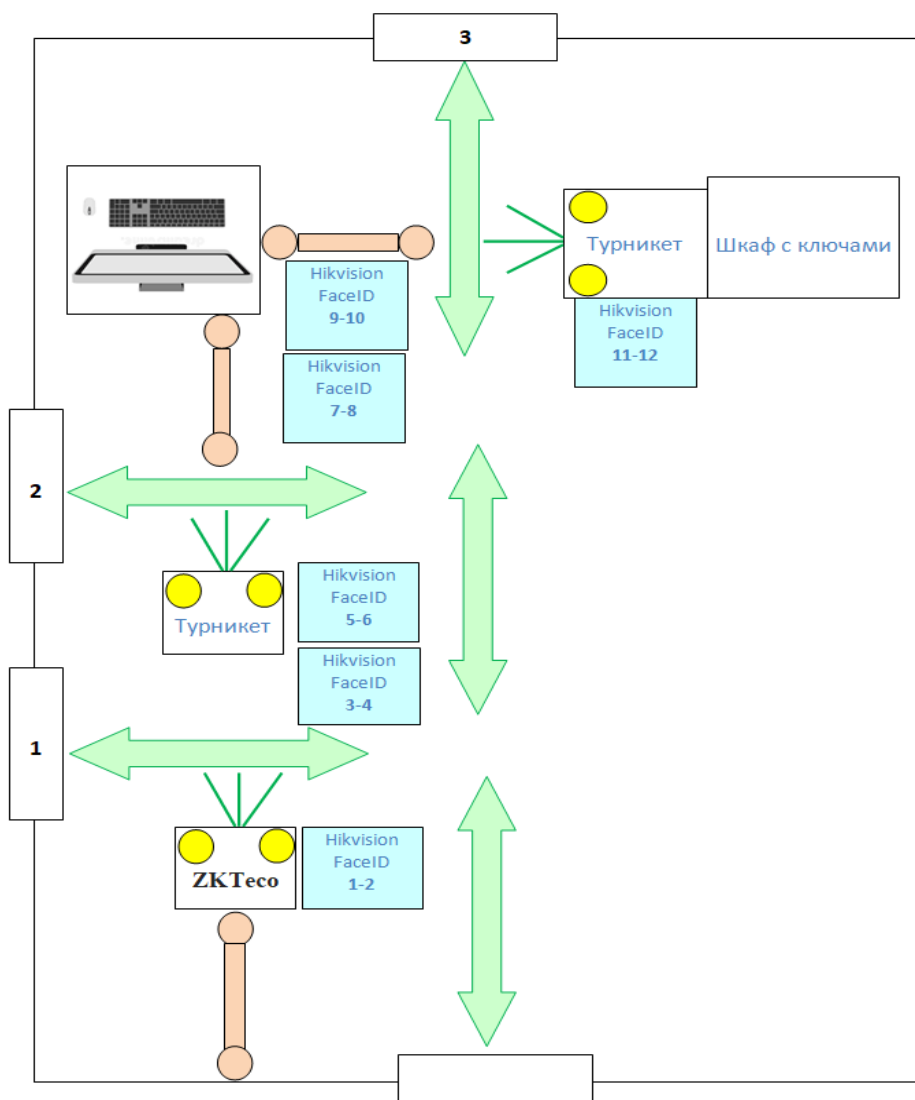 3
Турникет
Шкаф с ключами
Hikvision
FaceID
9-10
Hikvision
FaceID
11-12
Hikvision
FaceID
7-8
2
Hikvision
FaceID
5-6
Турникет
Hikvision
FaceID
3-4
1
ZKTeco
Hikvision
FaceID
1-2